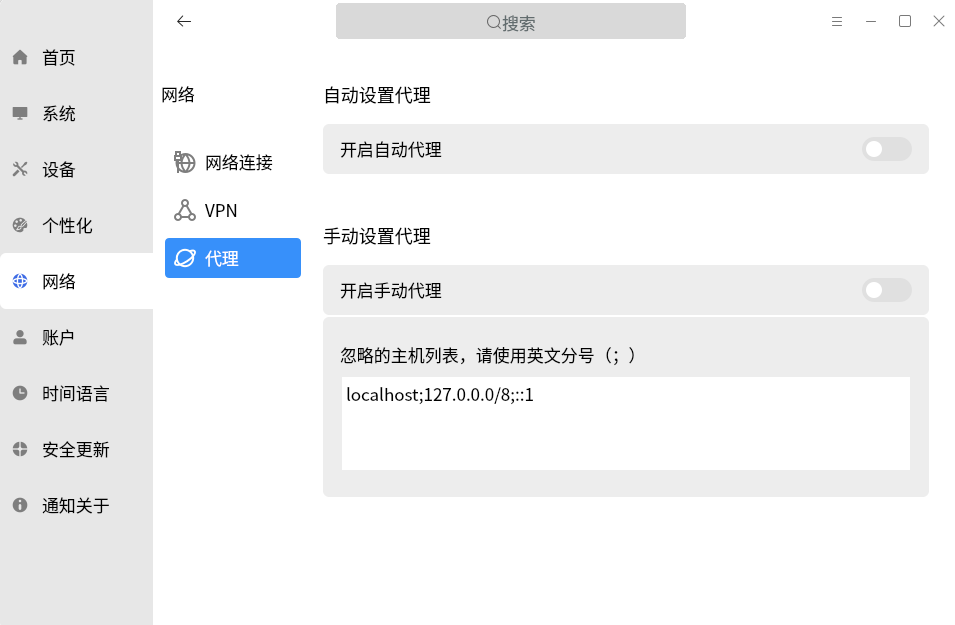 搜索
首页
系统
设备
个性化
网络
账户
时间语言
安全更新
通知关于
网络
网络连接
VPN
代理
自动设置代理
开启自动代理
手动设置代理
开启手动代理
忽略的主机列表，请使用英文分号（；）
localhost;127.0.0.0/8;::1